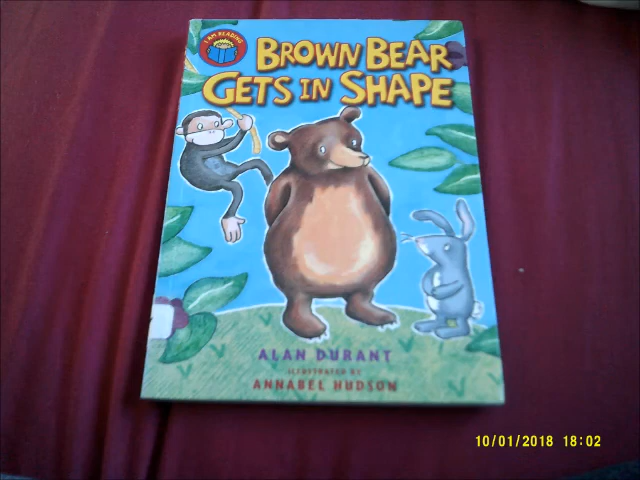 I AM READING
BROWN BEAR
GETS IN SHAPE
ALAN DURANT
ILLUSTRATED BY
ANNABEL HUDSON
10/01/2018 18:02